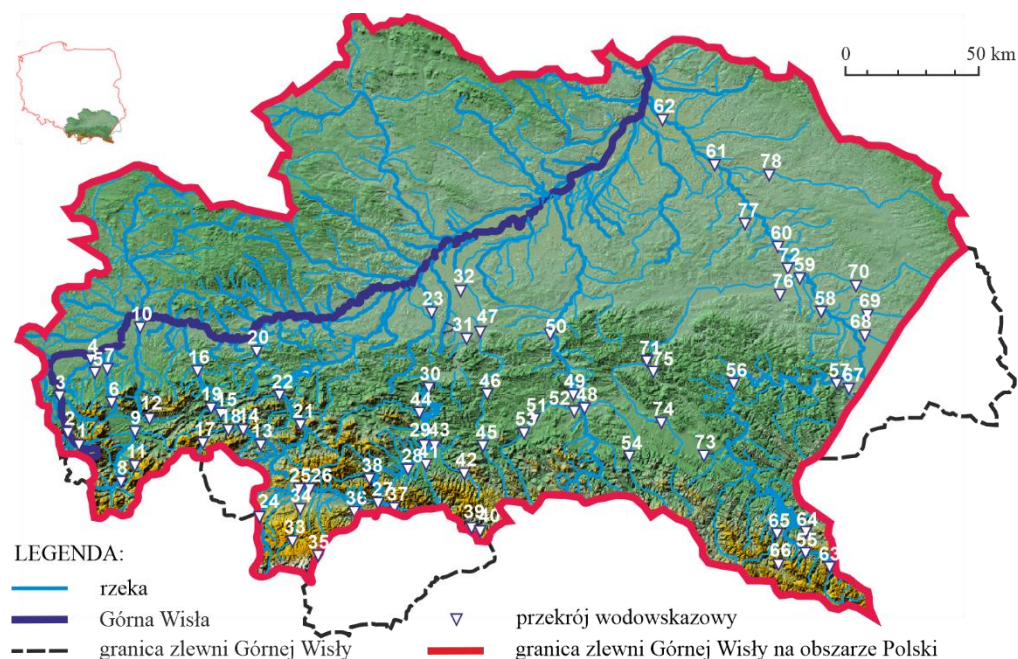 0 50 km
62
61 78
77
60
72 59
76 70
58 69
68
32
23
31 47 50
10
20
4
5 7 16
71
75
3 6 22 30 46 49 56 57 67
19 15 44 51 52 48
2 9 12 18 14 21 53 74
1 17 13 29 43 45 54 73
11 28 41 42
8 38
25 26 27 37
34 36
24 39 40 65 64
33 55
35 66 63
LEGENDA:
rzeka
Górna Wisła przekrój wodowskazowy
granica zlewni Górnej Wisły granica zlewni Górnej Wisły na obszarze Polski